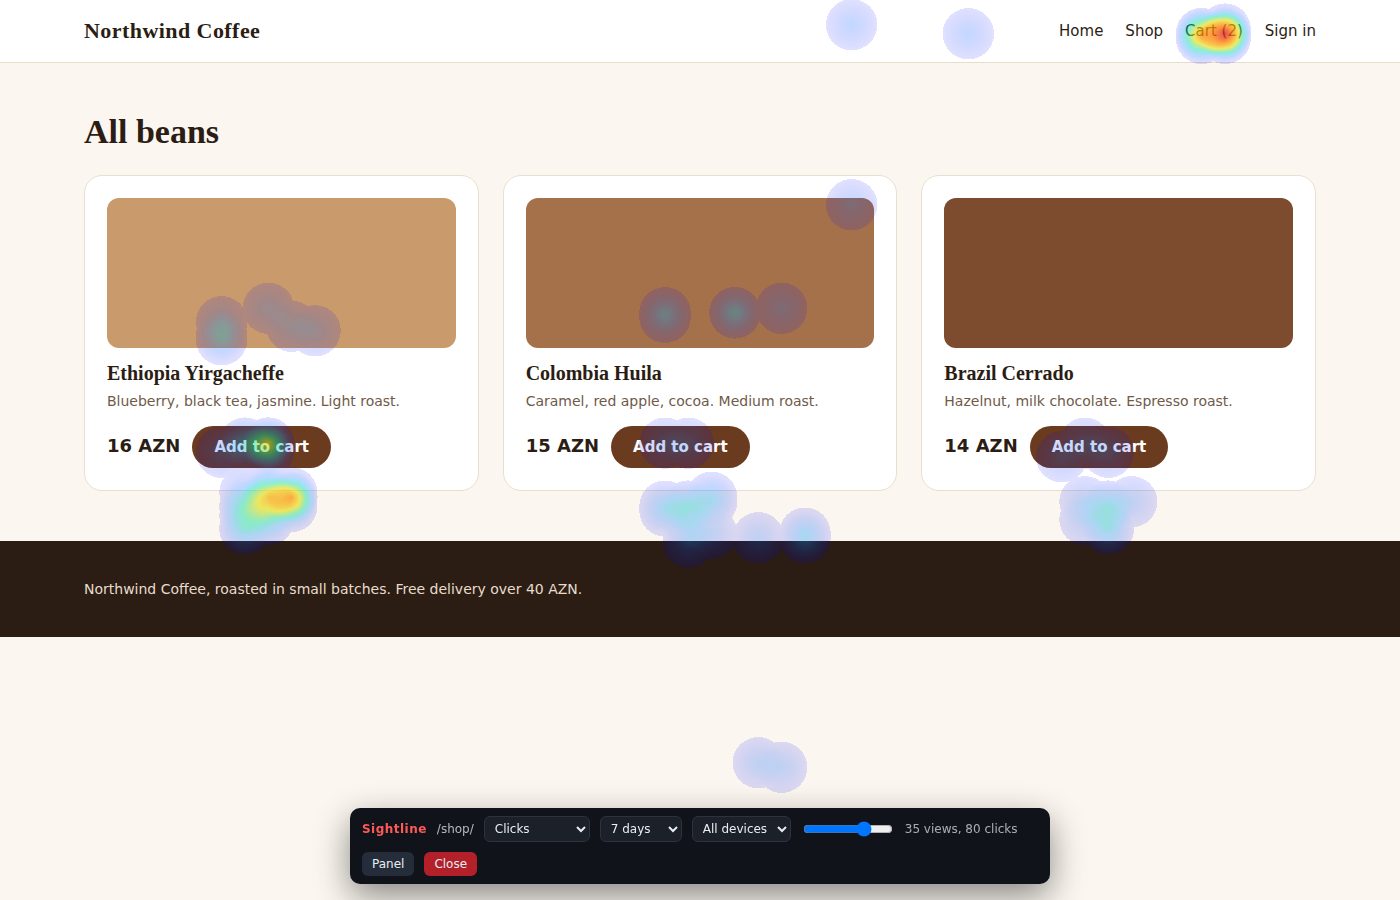 Northwind Coffee
Home Shop Cart (2) Sign in
All beans
Ethiopia Yirgacheffe
Blueberry, black tea, jasmine. Light roast.
16 AZN Add to cart
Colombia Huila
Caramel, red apple, cocoa. Medium roast.
15 AZN Add to cart
Brazil Cerrado
Hazelnut, milk chocolate. Espresso roast.
14 AZN Add to cart
Northwind Coffee, roasted in small batches. Free delivery over 40 AZN.
Sightline /shop/ Clicks 7 days All devices 35 views, 80 clicks
Panel Close